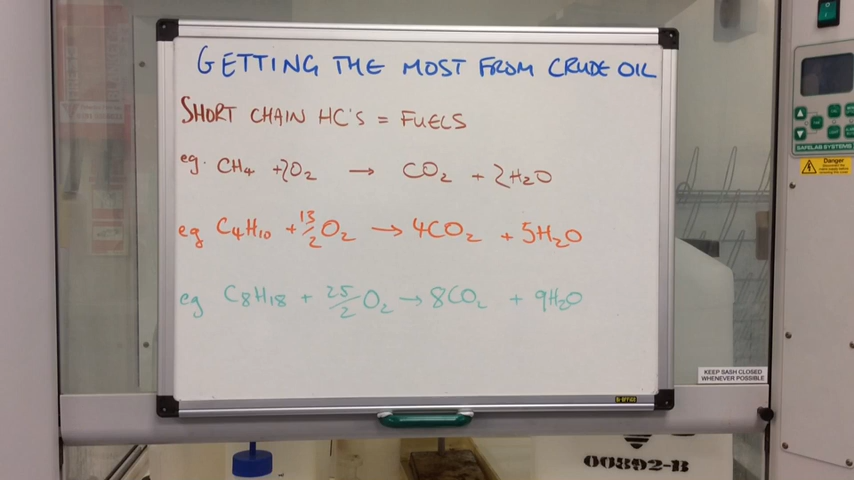 GETTING THE MOST FROM CRUDE OIL
SHORT CHAIN HC'S = FUELS
eg. CH₄ + 2O₂ → CO₂ + 2H₂O
eg C₄H₁₀ + 13/2 O₂ → 4CO₂ + 5H₂O
eg C₈H₁₈ + 25/2 O₂ → 8CO₂ + 9H₂O
SAFELAB SYSTEMS
Danger
KEEP SASH CLOSED
WHENEVER POSSIBLE
BI-OFFICE
00892-B